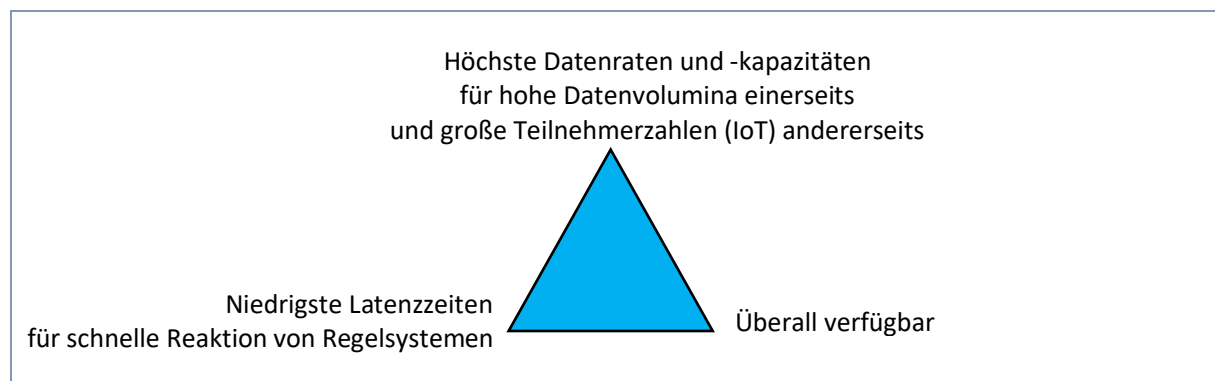 Höchste Datenraten und -kapazitäten
für hohe Datenvolumina einerseits
und große Teilnehmerzahlen (IoT) andererseits
Niedrigste Latenzzeiten
für schnelle Reaktion von Regelsystemen
Überall verfügbar